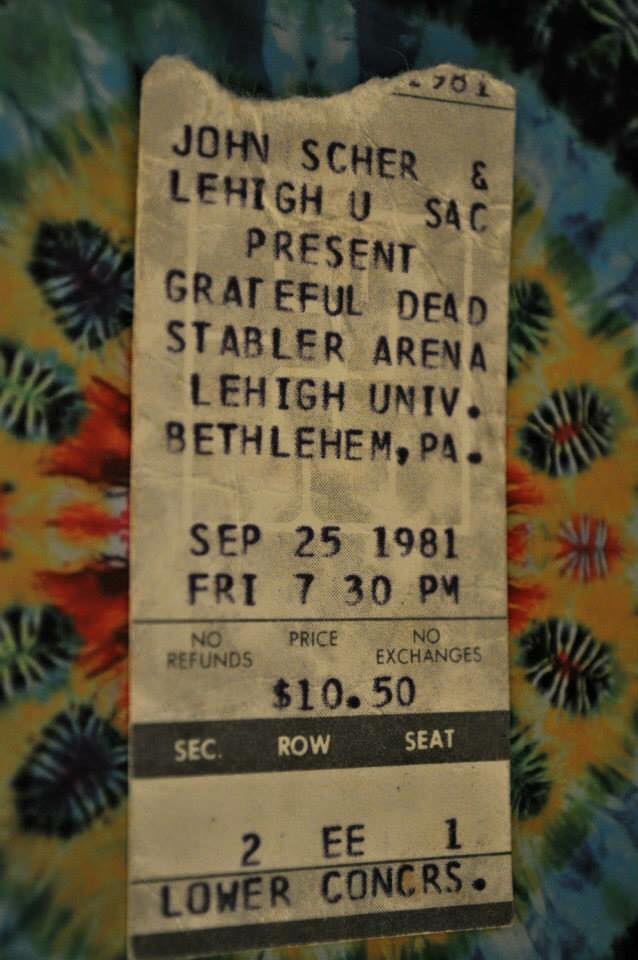 JOHN SCHER &
LEHIGH U SAC
PRESENT
GRATEFUL DEAD
STABLER ARENA
LEHIGH UNIV.
BETHLEHEM, PA.
SEP 25 1981
FRI 7 30 PM
NO REFUNDS PRICE NO EXCHANGES
$10.50
SEC. ROW SEAT
2 EE 1
LOWER CONCRS.